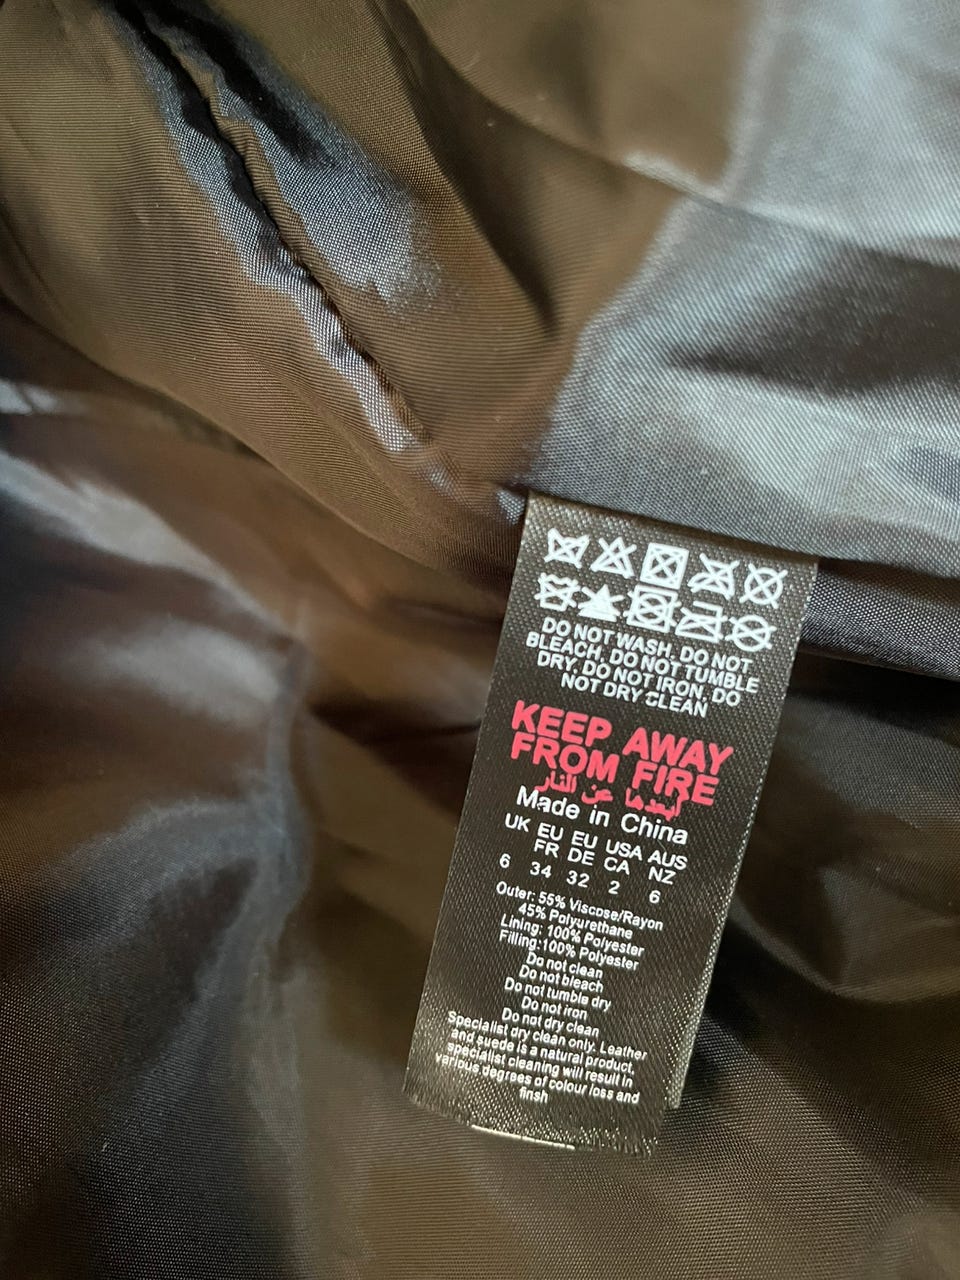 DO NOT WASH, DO NOT
BLEACH, DO NOT TUMBLE
DRY, DO NOT IRON, DO
NOT DRY CLEAN
KEEP AWAY
FROM FIRE
أبعدها عن النار
Made in China
UK EU EU USA AUS
FR DE CA NZ
6 34 32 2 6
Outer: 55% Viscose/Rayon
45% Polyurethane
Lining: 100% Polyester
Filling:100% Polyester
Do not clean
Do not bleach
Do not tumble dry
Do not iron
Do not dry clean
Specialist dry clean only. Leather
and suede is a natural product,
specialist cleaning will result in
various degrees of colour loss and
finsh